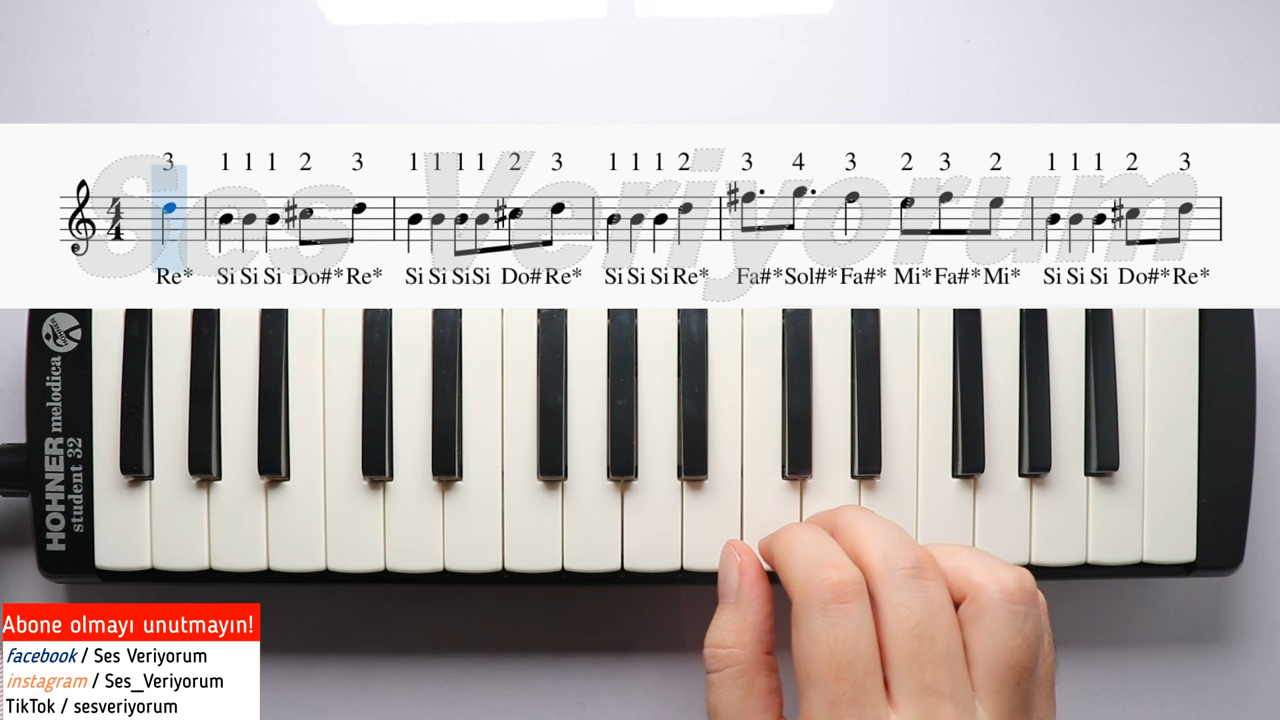 Ses Veriyorum
3 1 1 1 2 3 1 1 1 1 2 3 1 1 1 2 3 4 3 2 3 2 1 1 1 2 3
4
4
Re* Si Si Si Do#* Re* Si Si Si Si Do# Re* Si Si Si Re* Fa#* Sol#* Fa#* Mi* Fa#* Mi* Si Si Si Do#* Re*
HOHNER melodica
student 32
HOHNER
Abone olmayı unutmayın!
facebook / Ses Veriyorum
instagram / Ses_Veriyorum
TikTok / sesveriyorum